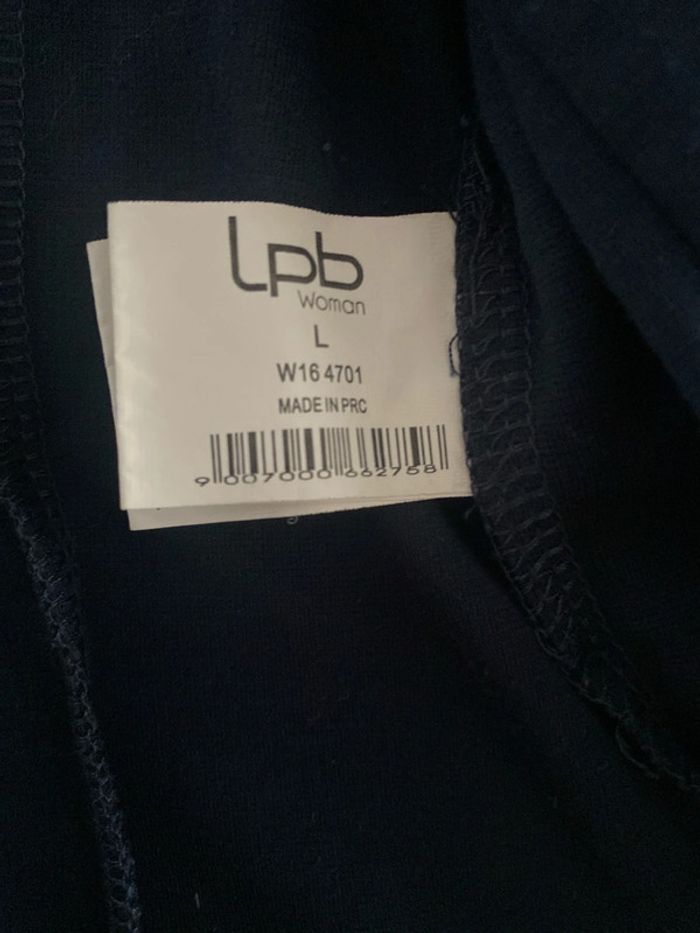 Lpb
Woman
L
W16 4701
MADE IN PRC
9 007000 662758